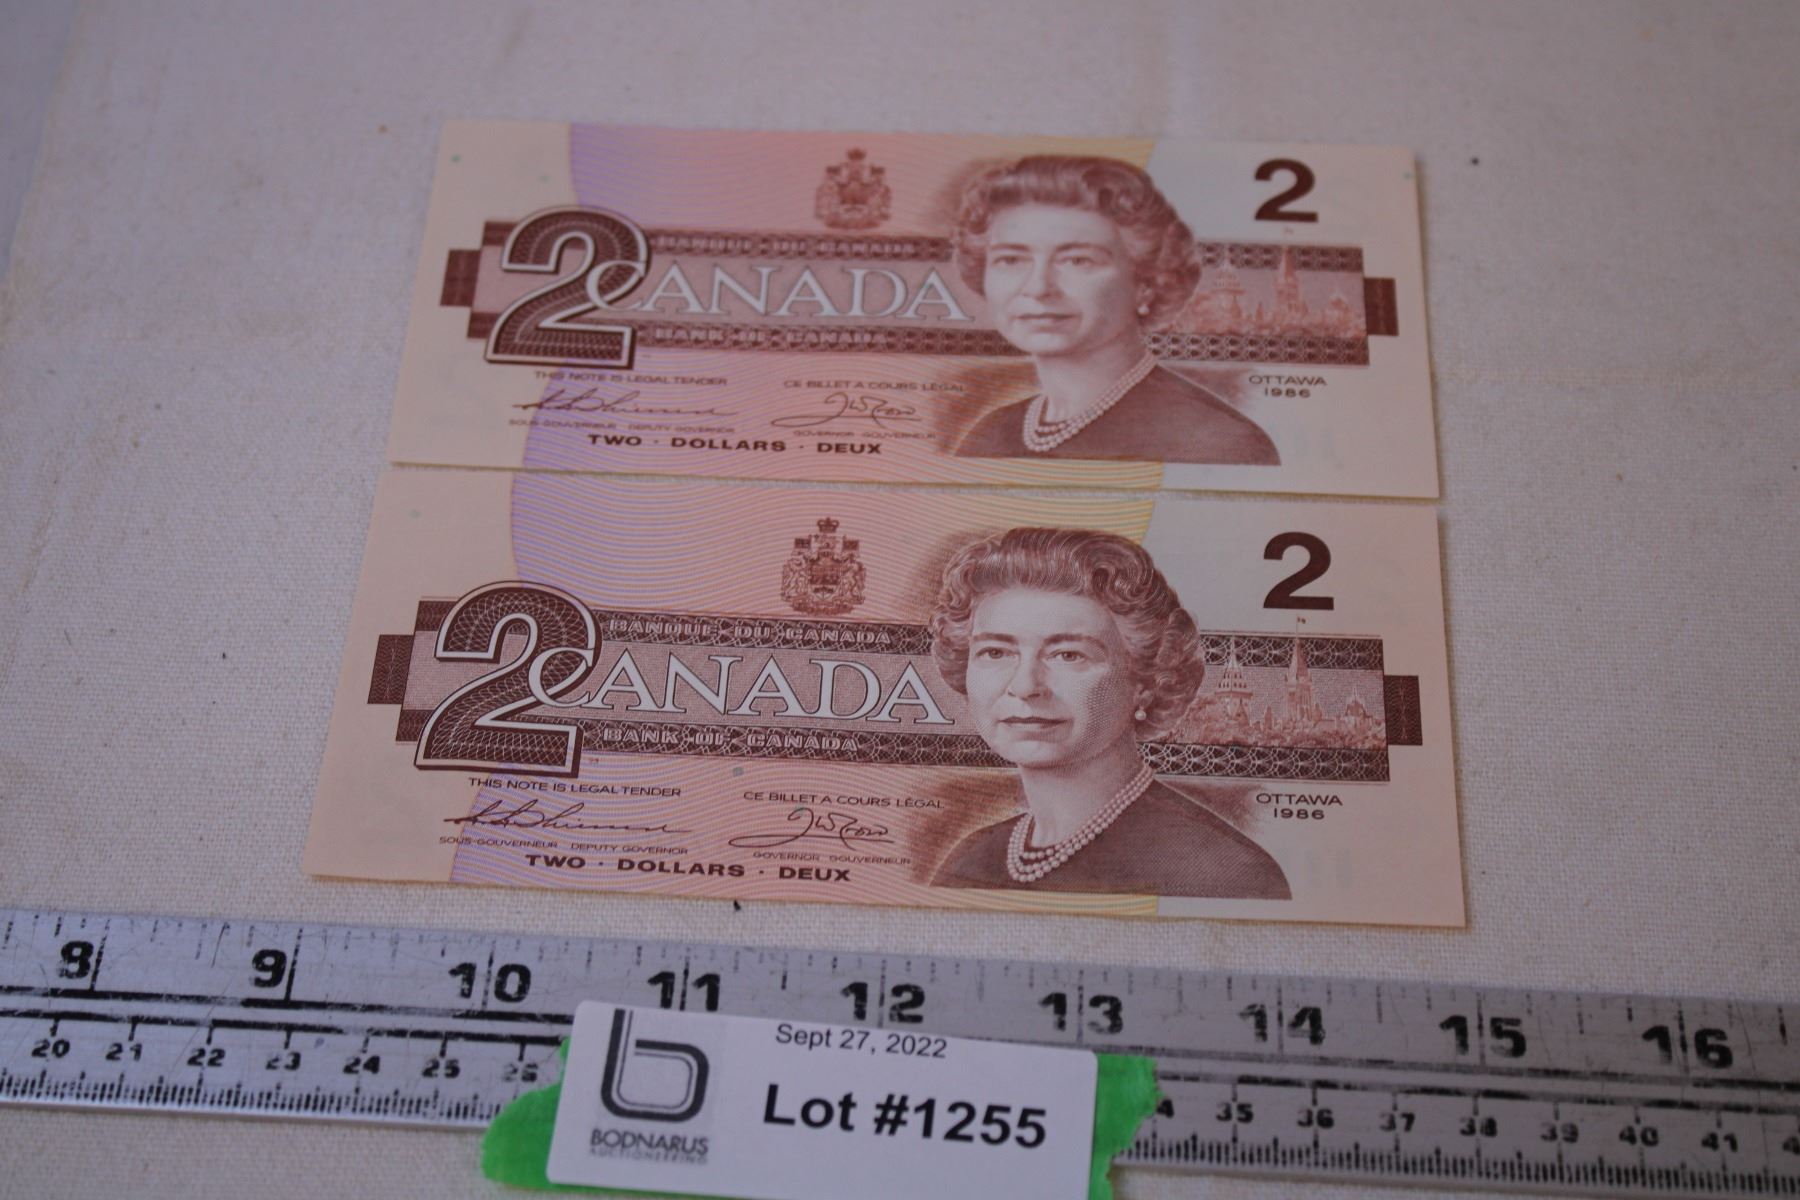 2
BANQUE · DU · CANADA
2
CANADA
BANK · OF · CANADA
THIS NOTE IS LEGAL TENDER
CE BILLET A COURS LÉGAL
OTTAWA
1986
SOUS-GOUVERNEUR DEPUTY GOVERNOR
GOVERNOR GOUVERNEUR
TWO · DOLLARS · DEUX
2
BANQUE · DU · CANADA
2
CANADA
BANK · OF · CANADA
THIS NOTE IS LEGAL TENDER
CE BILLET A COURS LÉGAL
OTTAWA
1986
SOUS-GOUVERNEUR DEPUTY GOVERNOR
GOVERNOR GOUVERNEUR
TWO · DOLLARS · DEUX
8 9 10 11 12 13 14 15 16
20 21 22 23 24 25 26 35 36 37 38 39 40 41
Sept 27, 2022
Lot #1255
BODNARUS
AUCTIONEERING